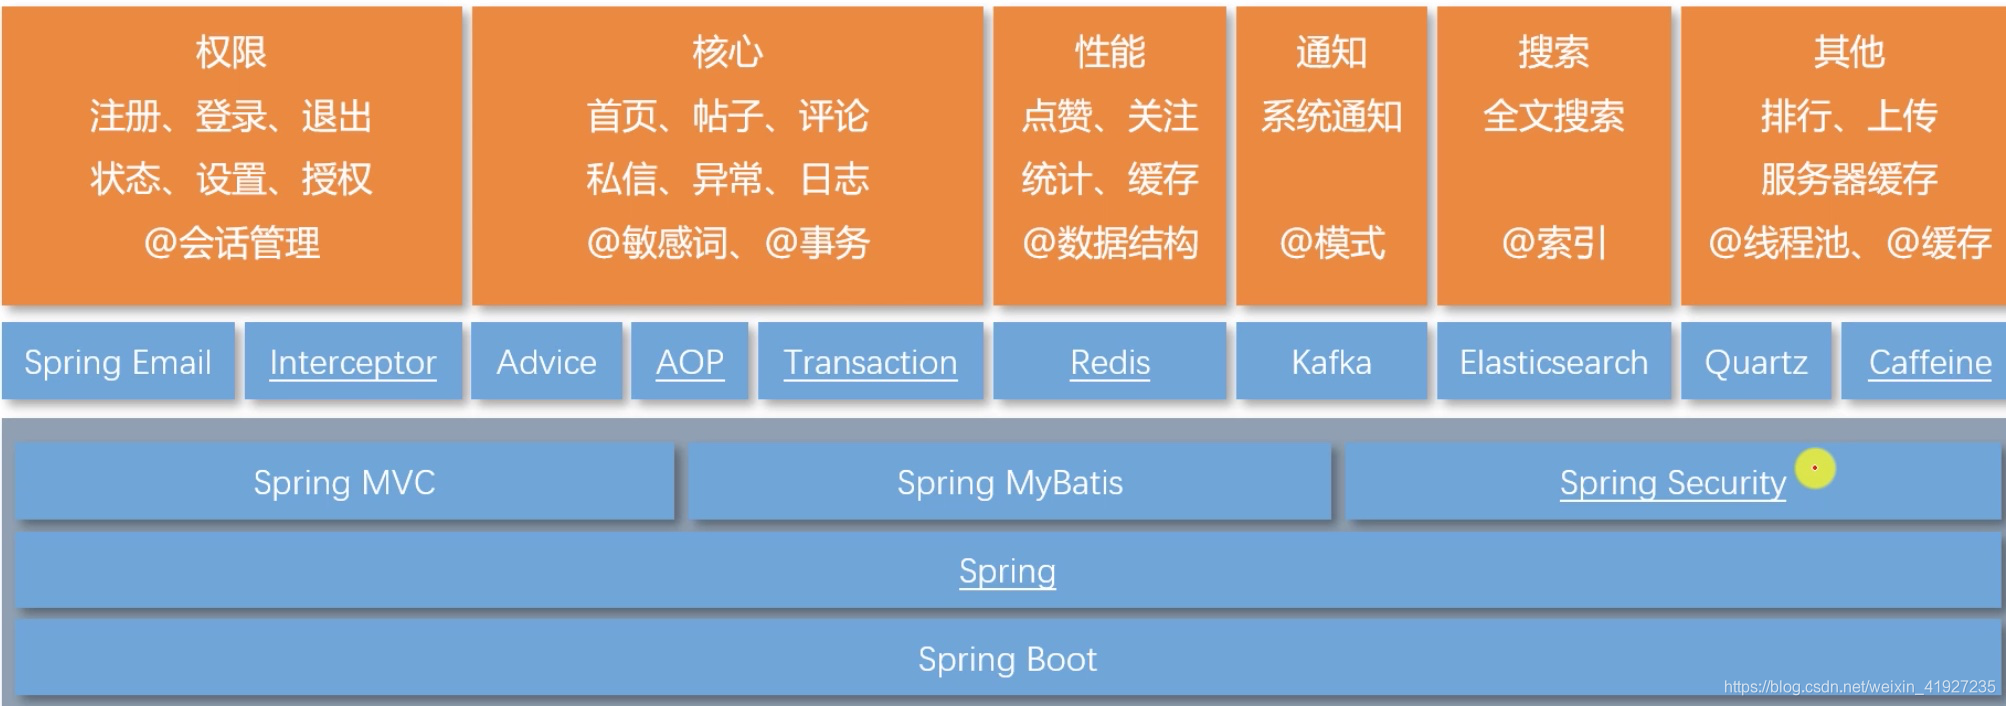 权限
注册、登录、退出
状态、设置、授权
@会话管理
核心
首页、帖子、评论
私信、异常、日志
@敏感词、@事务
性能
点赞、关注
统计、缓存
@数据结构
通知
系统通知
@模式
搜索
全文搜索
@索引
其他
排行、上传
服务器缓存
@线程池、@缓存
Spring Email
Interceptor
Advice
AOP
Transaction
Redis
Kafka
Elasticsearch
Quartz
Caffeine
Spring MVC
Spring MyBatis
Spring Security
Spring
Spring Boot
https://blog.csdn.net/weixin_41927235